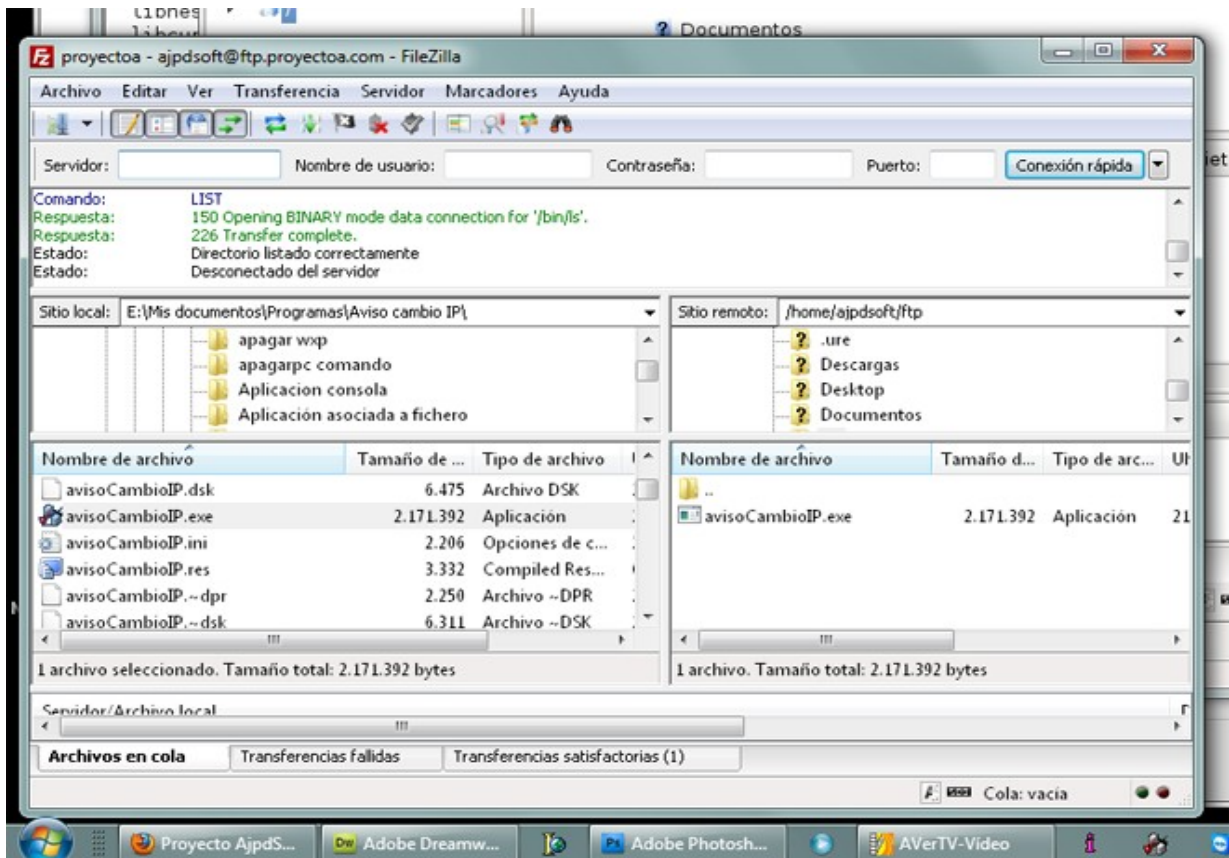 libnes
Documentos
proyectoa - ajpdsoft@ftp.proyectoa.com - FileZilla
Archivo Editar Ver Transferencia Servidor Marcadores Ayuda
Servidor: Nombre de usuario: Contraseña: Puerto: Conexión rápida
Comando: LIST
Respuesta: 150 Opening BINARY mode data connection for '/bin/ls'.
Respuesta: 226 Transfer complete.
Estado: Directorio listado correctamente
Estado: Desconectado del servidor
Sitio local: E:\Mis documentos\Programas\Aviso cambio IP\ Sitio remoto: /home/ajpdsoft/ftp
apagar wxp .ure
apagarpc comando Descargas
Aplicacion consola Desktop
Aplicación asociada a fichero Documentos
Nombre de archivo Tamaño de ... Tipo de archivo Nombre de archivo Tamaño d... Tipo de arc...
avisoCambioIP.dsk 6.475 Archivo DSK ..
avisoCambioIP.exe 2.171.392 Aplicación avisoCambioIP.exe 2.171.392 Aplicación 21
avisoCambioIP.ini 2.206 Opciones de c...
avisoCambioIP.res 3.332 Compiled Res...
avisoCambioIP.~dpr 2.250 Archivo ~DPR
avisoCambioIP.~dsk 6.311 Archivo ~DSK
1 archivo seleccionado. Tamaño total: 2.171.392 bytes 1 archivo. Tamaño total: 2.171.392 bytes
Servidor/Archivo local
Archivos en cola Transferencias fallidas Transferencias satisfactorias (1)
Cola: vacía
Proyecto AjpdS... Adobe Dreamw... Adobe Photosh... AVerTV-Vídeo